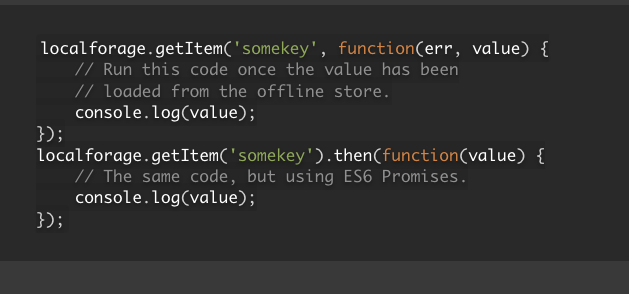 localforage.getItem('somekey', function(err, value) {
    // Run this code once the value has been
    // loaded from the offline store.
    console.log(value);
});
localforage.getItem('somekey').then(function(value) {
    // The same code, but using ES6 Promises.
    console.log(value);
});